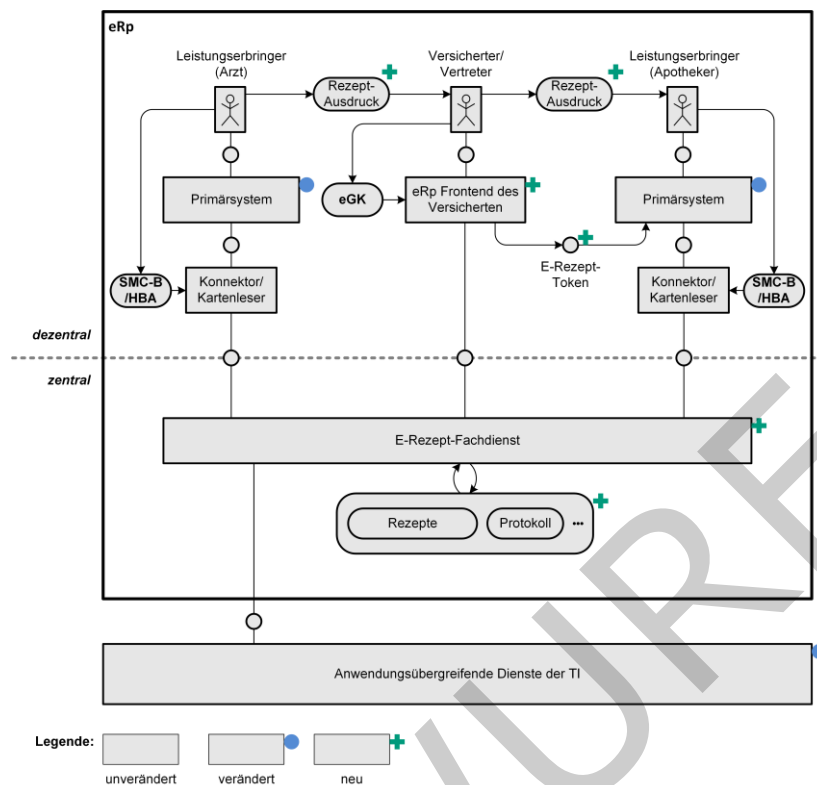 eRp
Leistungserbringer
(Arzt)
Versicherter/
Vertreter
Leistungserbringer
(Apotheker)
Rezept-
Ausdruck
Rezept-
Ausdruck
Primärsystem
eGK
eRp Frontend des
Versicherten
Primärsystem
E-Rezept-
Token
SMC-B
/HBA
Konnektor/
Kartenleser
Konnektor/
Kartenleser
SMC-B
/HBA
dezentral
zentral
E-Rezept-Fachdienst
Rezepte
Protokoll
•••
Anwendungsübergreifende Dienste der TI
Legende:
unverändert
verändert
neu